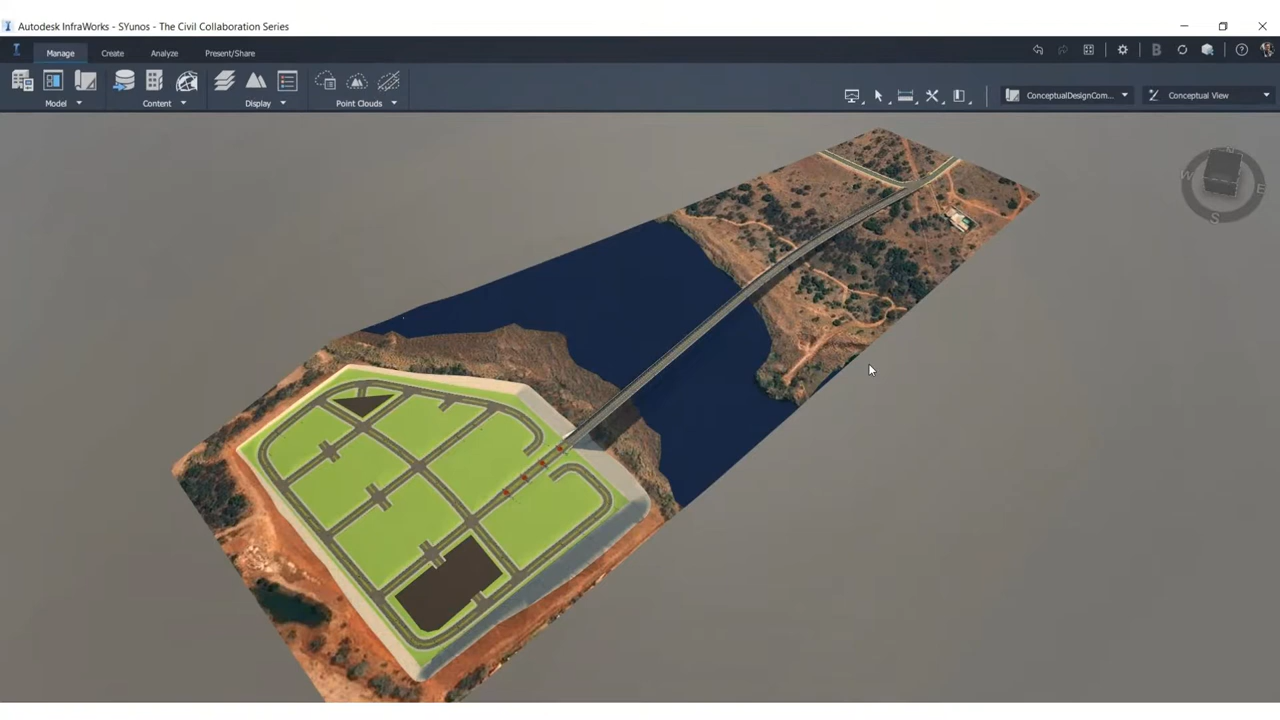 Autodesk InfraWorks - SYunos - The Civil Collaboration Series
Manage Create Analyze Present/Share
Model Content Display Point Clouds
ConceptualDesignCom... Conceptual View
N
W E
S